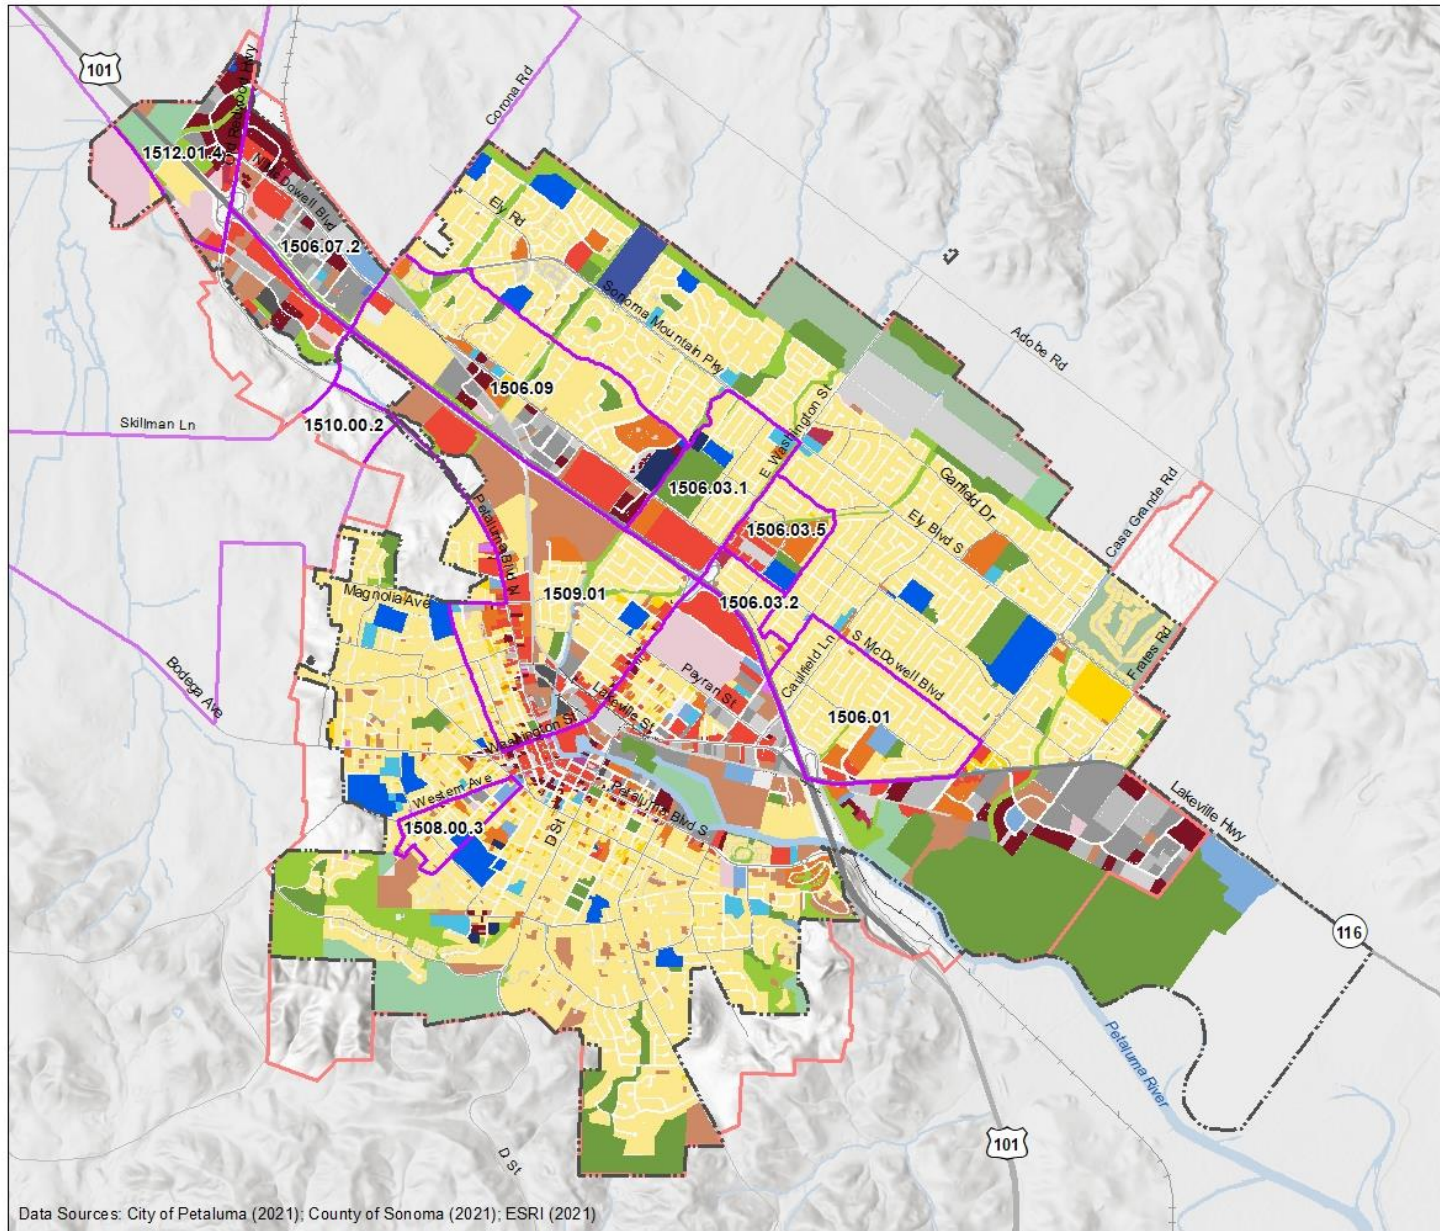 101
Old Redwood Hwy
Corona Rd
1512.01.4
N McDowell Blvd
Ely Rd
1506.07.2
Sonoma Mountain Pky
Adobe Rd
1506.09
Skillman Ln
1510.00.2
E Washington St
Garfield Dr
Casa Grande Rd
1506.03.1
Ely Blvd S
1506.03.5
Petaluma Blvd N
1509.01
1506.03.2
Magnolia Ave
Caulfield Ln
S McDowell Blvd
Frates Rd
Bodega Ave
Payran St
Lakeville St
1506.01
Washington St
Western Ave
Petaluma Blvd S
Lakeville Hwy
1508.00.3
D St
116
Petaluma River
101
D St
Data Sources: City of Petaluma (2021); County of Sonoma (2021); ESRI (2021)